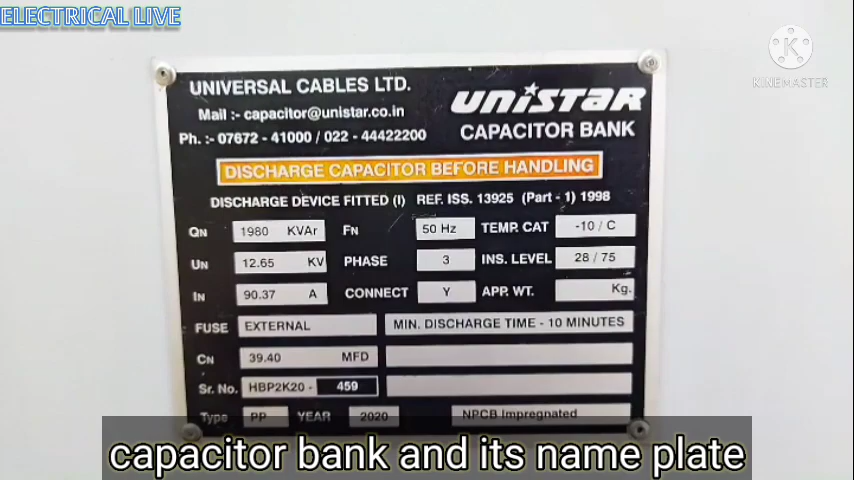 ELECTRICAL LIVE
KINEMASTER
UNIVERSAL CABLES LTD.
Mail :- capacitor@unistar.co.in
Ph. :- 07672 - 41000 / 022 - 44422200
UNISTAR
CAPACITOR BANK
DISCHARGE CAPACITOR BEFORE HANDLING
DISCHARGE DEVICE FITTED (I) REF. ISS. 13925 (Part - 1) 1998
QN 1980 KVAr FN 50 Hz TEMP. CAT -10 / C
UN 12.65 KV PHASE 3 INS. LEVEL 28 / 75
IN 90.37 A CONNECT Y APP. WT. Kg.
FUSE EXTERNAL MIN. DISCHARGE TIME - 10 MINUTES
CN 39.40 MFD
Sr. No. HBP2K20 - 459
Type PP YEAR 2020 NPCB Impregnated
capacitor bank and its name plate